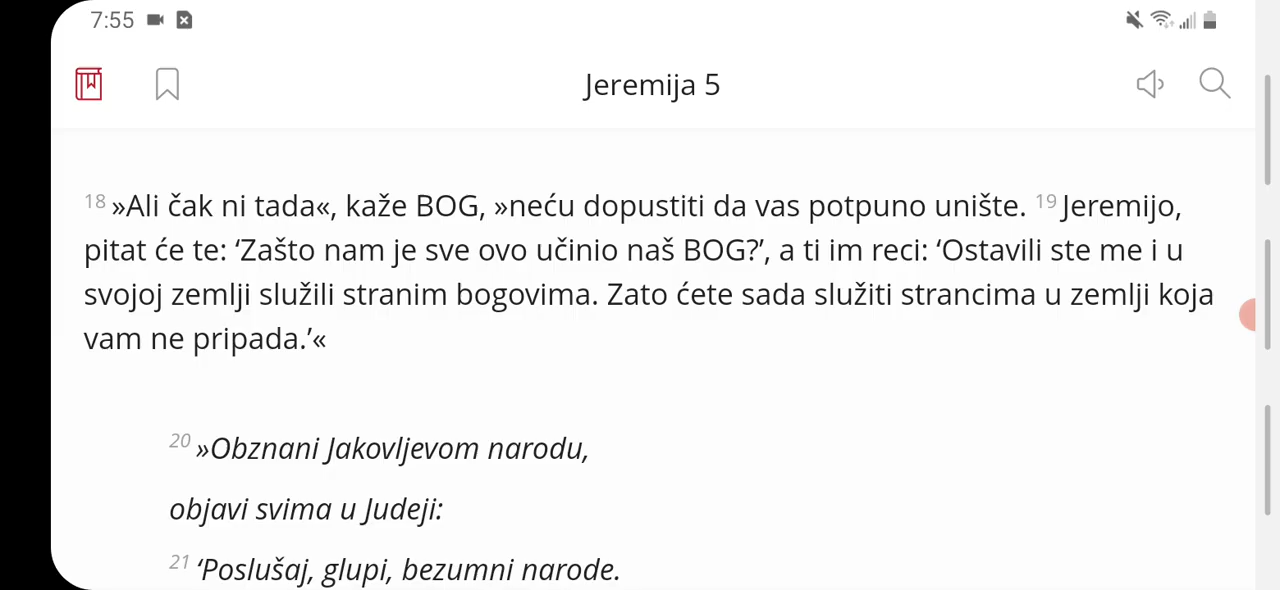 7:55
Jeremija 5
18 »Ali čak ni tada«, kaže BOG, »neću dopustiti da vas potpuno unište. 19 Jeremijo,
pitat će te: ‘Zašto nam je sve ovo učinio naš BOG?’, a ti im reci: ‘Ostavili ste me i u
svojoj zemlji služili stranim bogovima. Zato ćete sada služiti strancima u zemlji koja
vam ne pripada.’«
20 »Obznani Jakovljevom narodu,
objavi svima u Judeji:
21 ‘Poslušaj, glupi, bezumni narode.